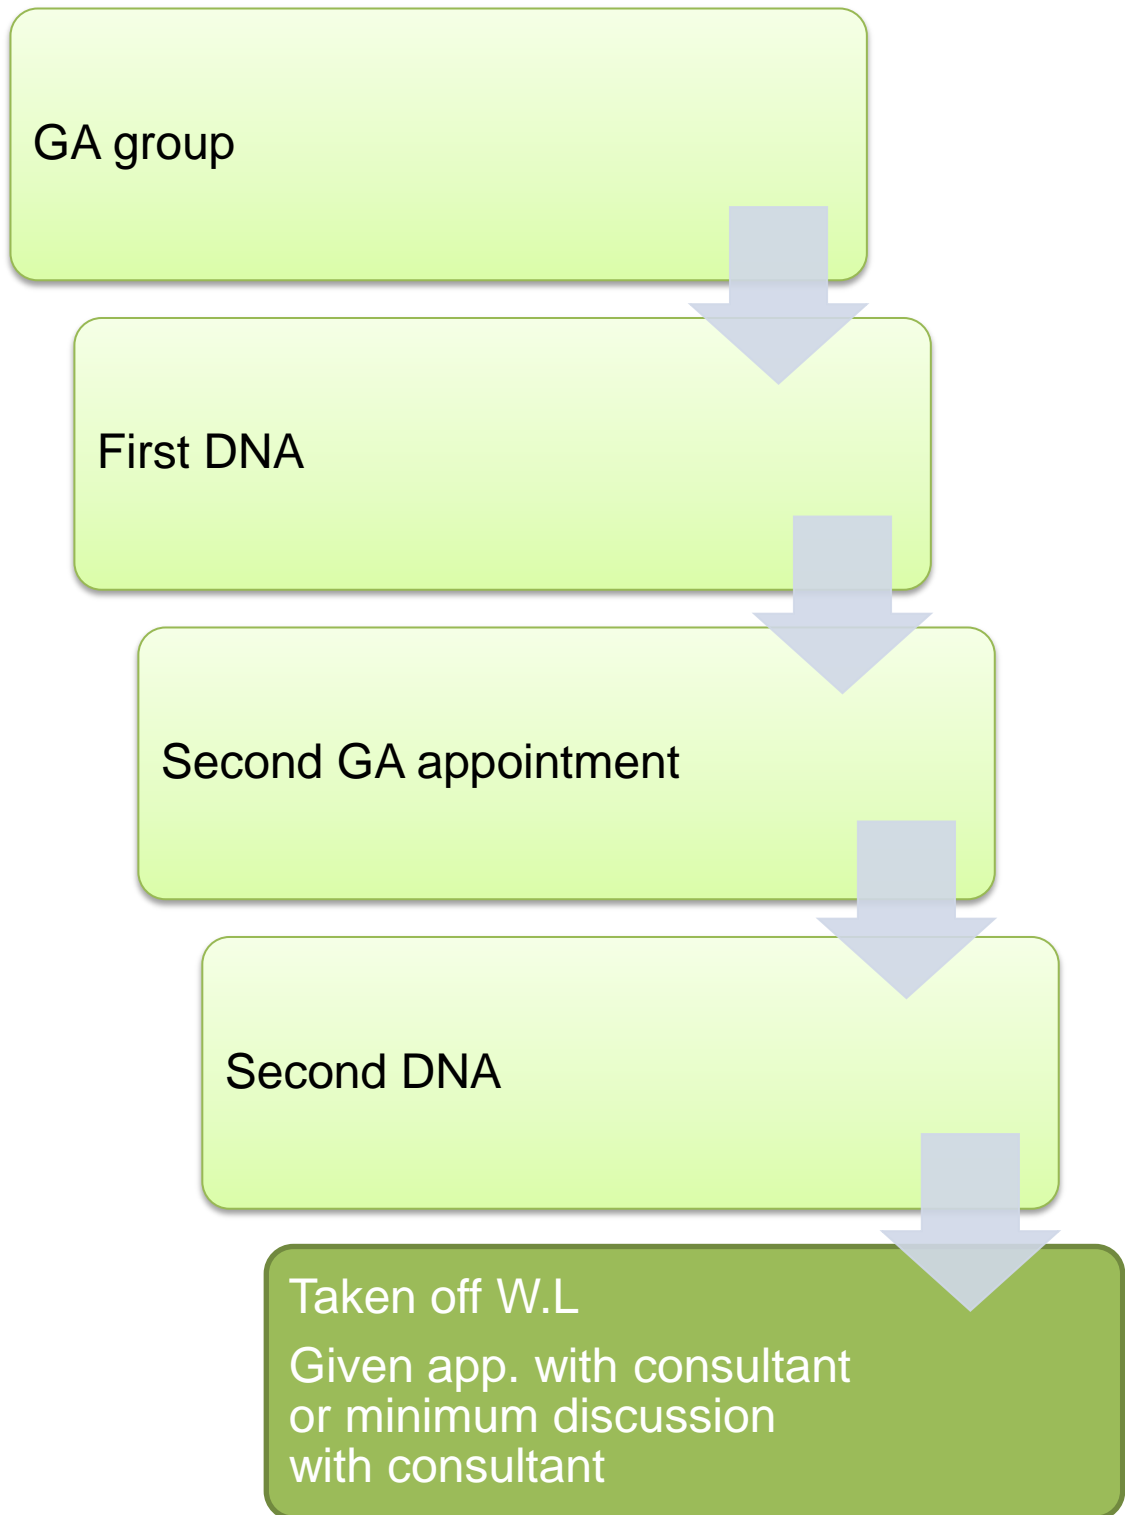 GA group
First DNA
Second GA appointment
Second DNA
Taken off W.L
Given app. with consultant
or minimum discussion
with consultant